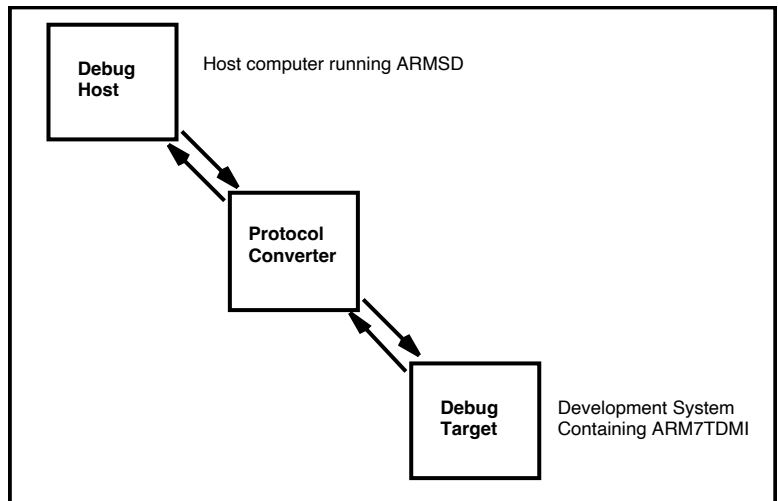 Debug
Host
Host computer running ARMSD
Protocol
Converter
Debug
Target
Development System
Containing ARM7TDMI